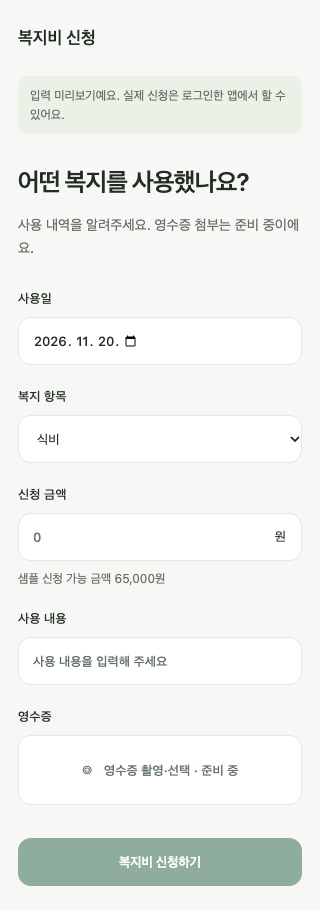 복지비 신청
입력 미리보기예요. 실제 신청은 로그인한 앱에서 할 수
있어요.
어떤 복지를 사용했나요?
사용 내역을 알려주세요. 영수증 첨부는 준비 중이에
요.
사용일
2026. 11. 20.
복지 항목
식비
신청 금액
0 원
샘플 신청 가능 금액 65,000원
사용 내용
사용 내용을 입력해 주세요
영수증
◎ 영수증 촬영·선택 · 준비 중
복지비 신청하기